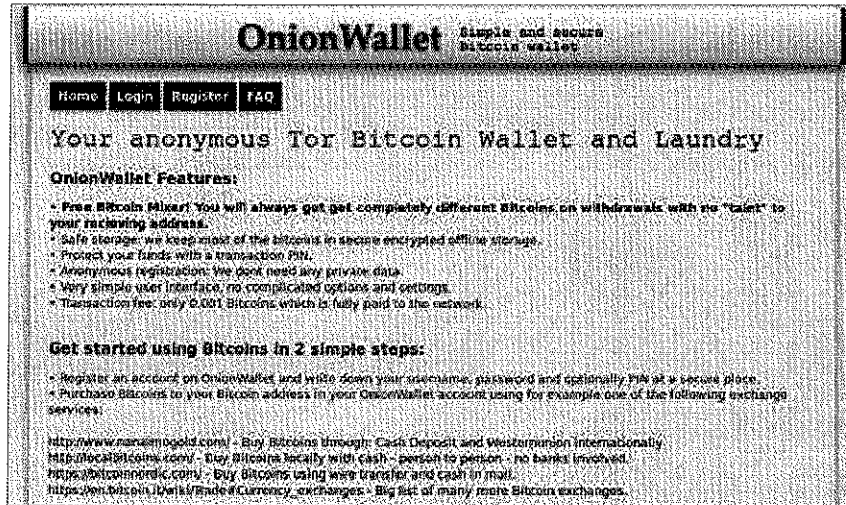 OnionWallet Simple and secure
bitcoin wallet
Home Login Register FAQ
Your anonymous Tor Bitcoin Wallet and Laundry
OnionWallet Features:
• Free Bitcoin Mixer! You will always get get completely different Bitcoins on withdrawals with no "taint" to
your recieving address.
• Safe storage: we keep most of the bitcoins in secure encrypted offline storage.
• Protect your funds with a transaction PIN.
• Anonymous registration: We dont need any private data.
• Very simple user interface, no complicated options and settings.
• Transaction fee: only 0.001 Bitcoins which is fully paid to the network.
Get started using Bitcoins in 2 simple steps:
• Register an account on OnionWallet and write down your username, password and optionally PIN at a secure place.
• Purchase Bitcoins to your Bitcoin address in your OnionWallet account using for example one of the following exchange
services:
http://www.nanaimogold.com/ - Buy Bitcoins through: Cash Deposit and Westernunion internationally
http://localbitcoins.com/ - Buy Bitcoins locally with cash - person to person - no banks involved.
https://bitcoinnordic.com/ - Buy Bitcoins using wire transfer and cash in mail.
https://en.bitcoin.it/wiki/Trade#Currency_exchanges - Big list of many more Bitcoin exchanges.